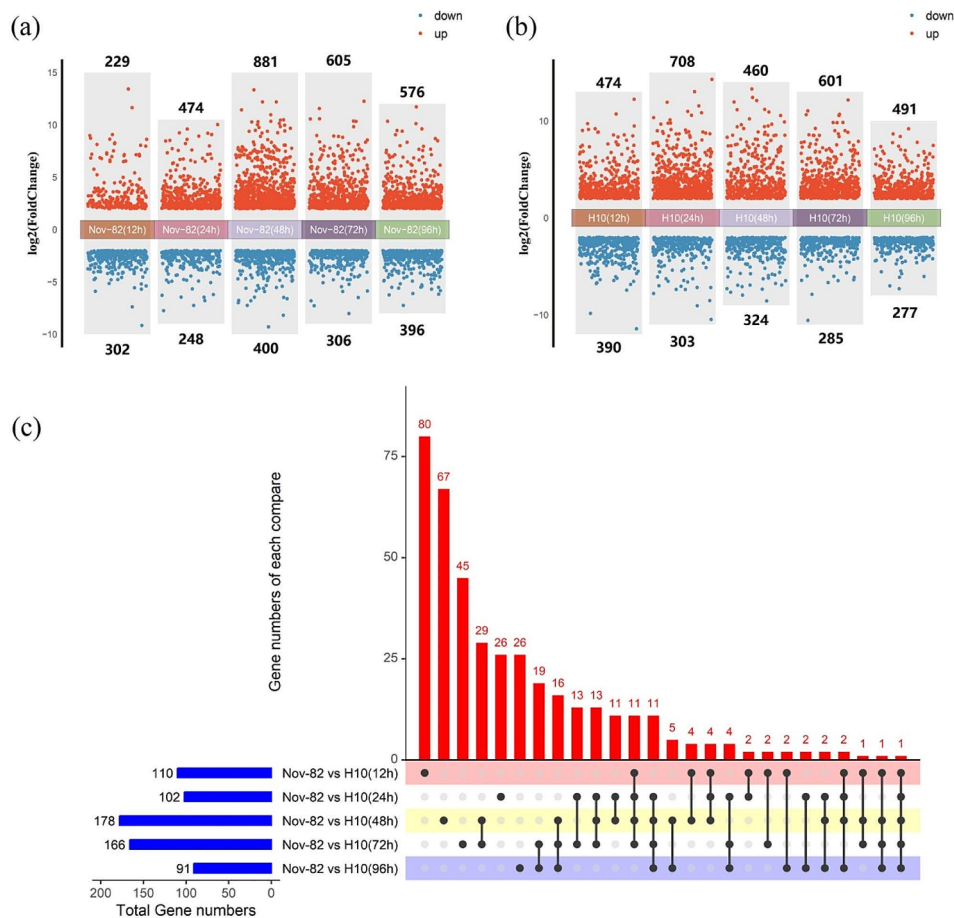 (a)
down
up
229
474
881
605
576
15
10
5
0
−5
−10
log2(FoldChange)
Nov−82(12h)
Nov−82(24h)
Nov−82(48h)
Nov−82(72h)
Nov−82(96h)
302
248
400
306
396
(b)
down
up
474
708
460
601
491
10
0
−10
log2(FoldChange)
H10(12h)
H10(24h)
H10(48h)
H10(72h)
H10(96h)
390
303
324
285
277
(c)
Gene numbers of each compare
75
50
25
0
80
67
45
29
26
26
19
16
13
13
11
11
11
5
4
4
4
2
2
2
2
2
2
1
1
1
110
Nov−82 vs H10(12h)
102
Nov−82 vs H10(24h)
178
Nov−82 vs H10(48h)
166
Nov−82 vs H10(72h)
91
Nov−82 vs H10(96h)
200 100 50 0
Total Gene numbers